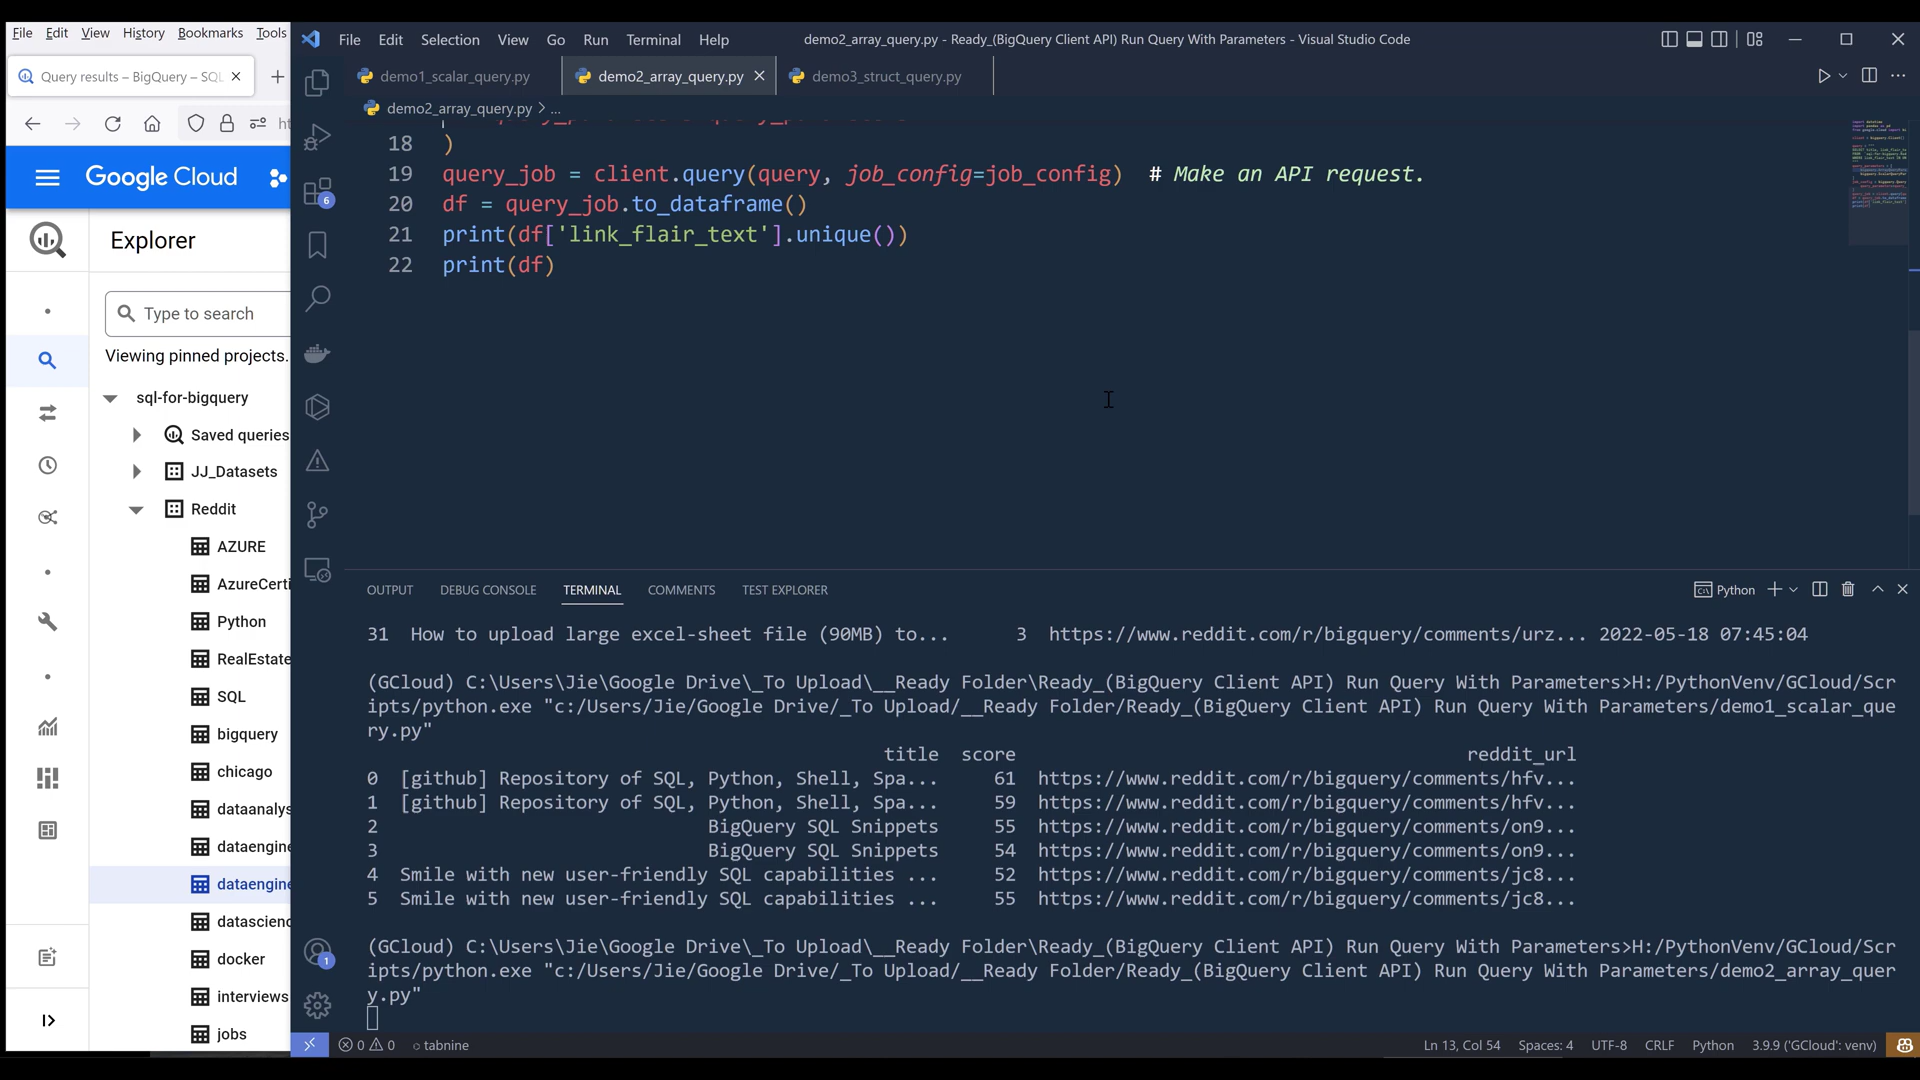 File Edit View History Bookmarks Tools
Query results – BigQuery – SQL
Google Cloud
Explorer
Type to search
Viewing pinned projects.
sql-for-bigquery
Saved queries
JJ_Datasets
Reddit
AZURE
AzureCerti
Python
RealEstate
SQL
bigquery
chicago
dataanalys
dataengine
dataengine
datascienc
docker
interviews
jobs
File Edit Selection View Go Run Terminal Help
demo2_array_query.py - Ready_(BigQuery Client API) Run Query With Parameters - Visual Studio Code
demo1_scalar_query.py
demo2_array_query.py
demo3_struct_query.py
demo2_array_query.py > ...
18 )
19 query_job = client.query(query, job_config=job_config) # Make an API request.
20 df = query_job.to_dataframe()
21 print(df['link_flair_text'].unique())
22 print(df)
6
1
OUTPUT DEBUG CONSOLE TERMINAL COMMENTS TEST EXPLORER
Python
31 How to upload large excel-sheet file (90MB) to... 3 https://www.reddit.com/r/bigquery/comments/urz... 2022-05-18 07:45:04
(GCloud) C:\Users\Jie\Google Drive\_To Upload\__Ready Folder\Ready_(BigQuery Client API) Run Query With Parameters>H:/PythonVenv/GCloud/Scr
ipts/python.exe "c:/Users/Jie/Google Drive/_To Upload/__Ready Folder/Ready_(BigQuery Client API) Run Query With Parameters/demo1_scalar_que
ry.py"
title score reddit_url
0 [github] Repository of SQL, Python, Shell, Spa... 61 https://www.reddit.com/r/bigquery/comments/hfv...
1 [github] Repository of SQL, Python, Shell, Spa... 59 https://www.reddit.com/r/bigquery/comments/hfv...
2 BigQuery SQL Snippets 55 https://www.reddit.com/r/bigquery/comments/on9...
3 BigQuery SQL Snippets 54 https://www.reddit.com/r/bigquery/comments/on9...
4 Smile with new user-friendly SQL capabilities ... 52 https://www.reddit.com/r/bigquery/comments/jc8...
5 Smile with new user-friendly SQL capabilities ... 55 https://www.reddit.com/r/bigquery/comments/jc8...
(GCloud) C:\Users\Jie\Google Drive\_To Upload\__Ready Folder\Ready_(BigQuery Client API) Run Query With Parameters>H:/PythonVenv/GCloud/Scr
ipts/python.exe "c:/Users/Jie/Google Drive/_To Upload/__Ready Folder/Ready_(BigQuery Client API) Run Query With Parameters/demo2_array_quer
y.py"
0 0 tabnine
Ln 13, Col 54 Spaces: 4 UTF-8 CRLF Python 3.9.9 ('GCloud': venv)